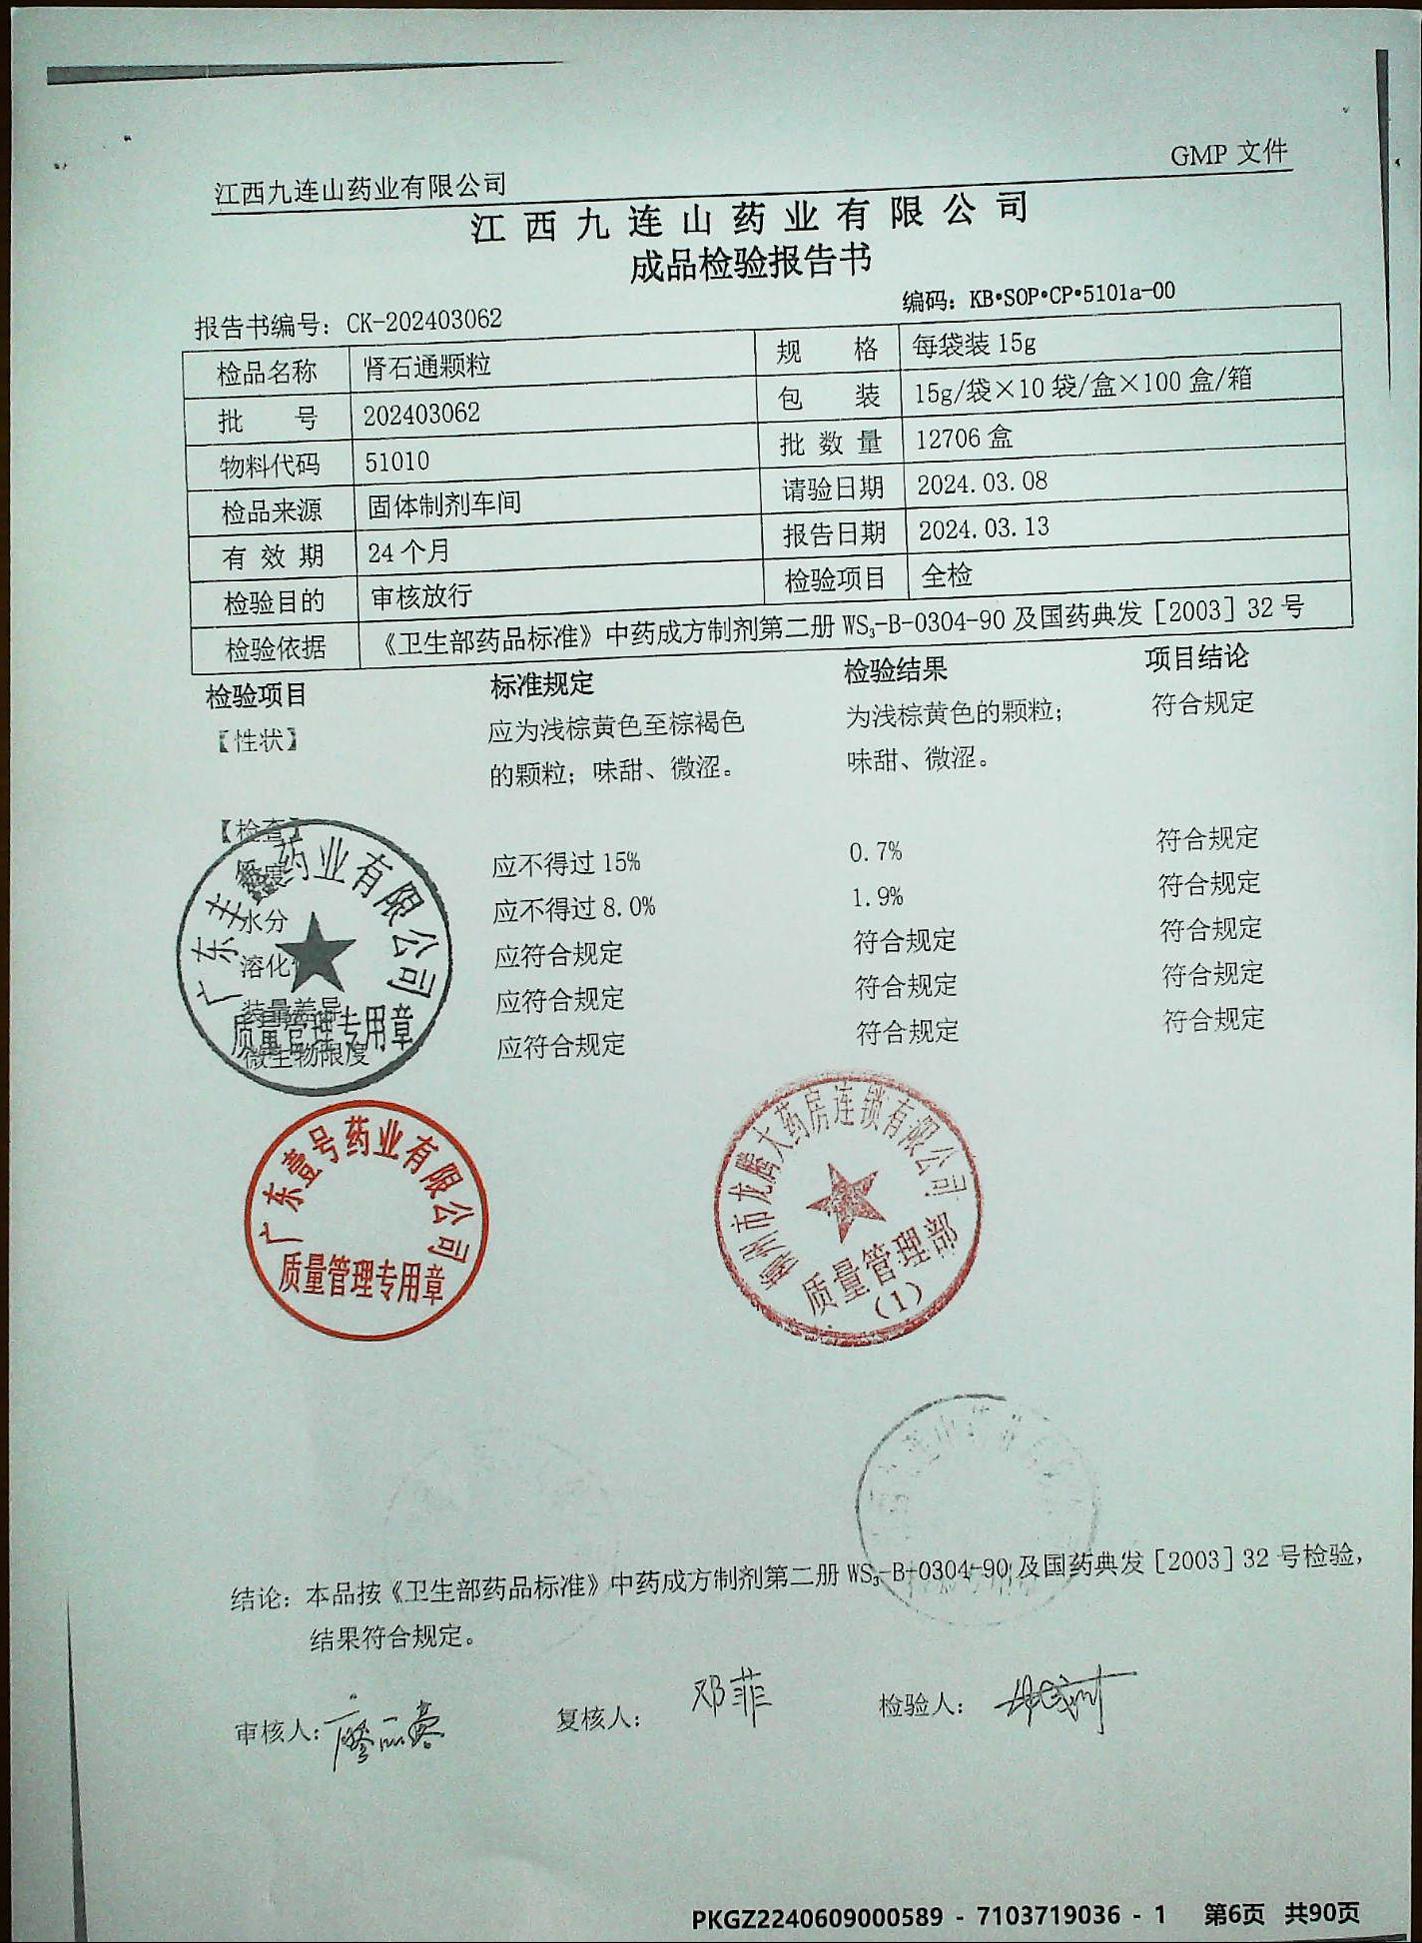 GMP 文件
江西九连山药业有限公司
江西九连山药业有限公司
成品检验报告书
报告书编号：CK-202403062
编码：KB•SOP•CP•5101a-00
检品名称 肾石通颗粒 规 格 每袋装 15g
批 号 202403062 包 装 15g/袋×10 袋/盒×100 盒/箱
物料代码 51010 批 数 量 12706 盒
检品来源 固体制剂车间 请验日期 2024.03.08
有 效 期 24 个月 报告日期 2024.03.13
检验目的 审核放行 检验项目 全检
检验依据 《卫生部药品标准》中药成方制剂第二册 WS₃-B-0304-90 及国药典发［2003］32 号
检验项目 标准规定 检验结果 项目结论
【性状】 应为浅棕黄色至棕褐色 为浅棕黄色的颗粒； 符合规定
的颗粒；味甜、微涩。 味甜、微涩。
【检查】
应不得过 15% 0.7% 符合规定
水分 应不得过 8.0% 1.9% 符合规定
溶化 应符合规定 符合规定 符合规定
装量差异 应符合规定 符合规定 符合规定
微生物限度 应符合规定 符合规定 符合规定
广东丰鑫药业有限公司
质量管理专用章
广东壹号药业有限公司
质量管理专用章
柳州市龙腾大药房连锁有限公司
质量管理部
（1）
结论：本品按《卫生部药品标准》中药成方制剂第二册 WS₃-B-0304-90 及国药典发［2003］32 号检验，
结果符合规定。
审核人： 复核人：邓菲 检验人：
PKGZ2240609000589 - 7103719036 - 1 第6页 共90页